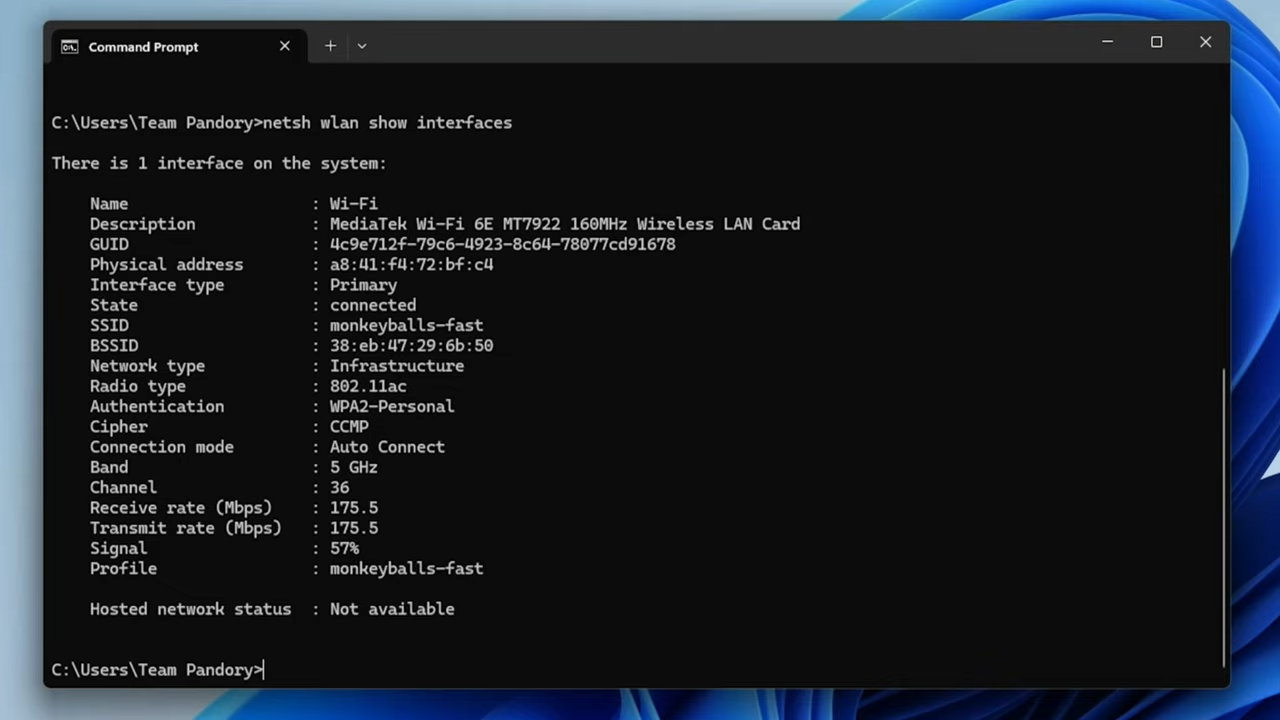 Command Prompt
C:\Users\Team Pandory>netsh wlan show interfaces
There is 1 interface on the system:
Name : Wi-Fi
Description : MediaTek Wi-Fi 6E MT7922 160MHz Wireless LAN Card
GUID : 4c9e712f-79c6-4923-8c64-78077cd91678
Physical address : a8:41:f4:72:bf:c4
Interface type : Primary
State : connected
SSID : monkeyballs-fast
BSSID : 38:eb:47:29:6b:50
Network type : Infrastructure
Radio type : 802.11ac
Authentication : WPA2-Personal
Cipher : CCMP
Connection mode : Auto Connect
Band : 5 GHz
Channel : 36
Receive rate (Mbps) : 175.5
Transmit rate (Mbps) : 175.5
Signal : 57%
Profile : monkeyballs-fast
Hosted network status : Not available
C:\Users\Team Pandory>